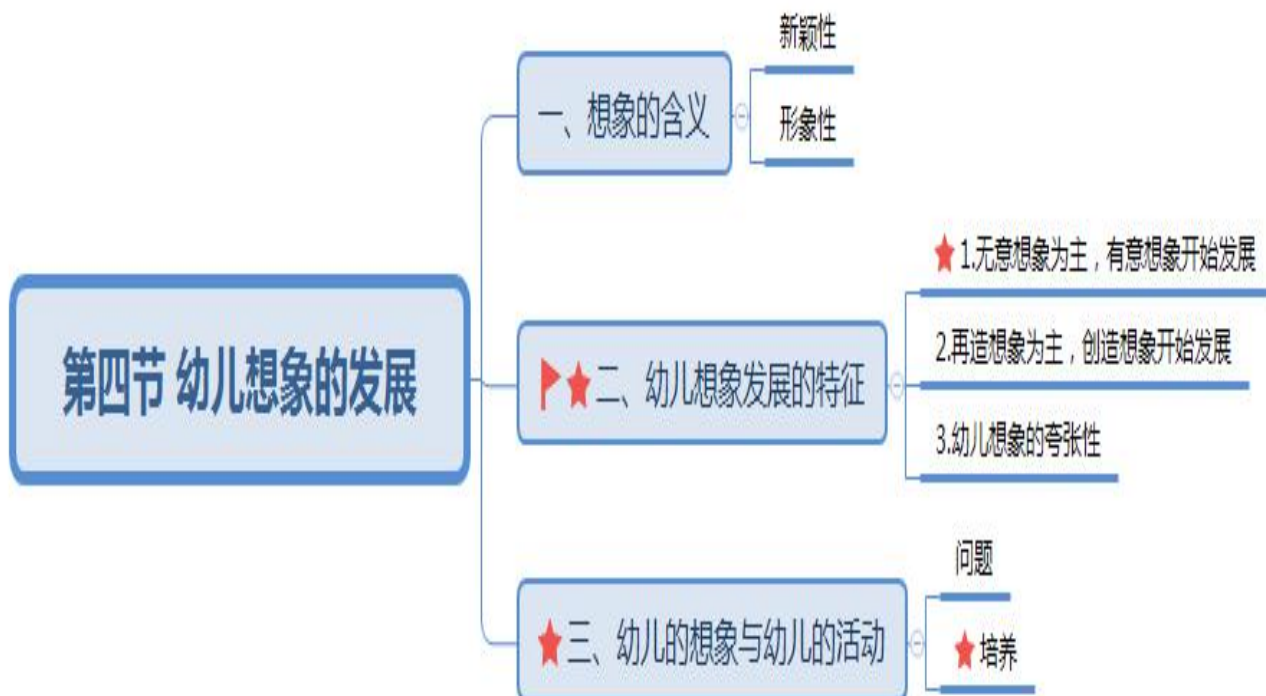 第四节 幼儿想象的发展
一、想象的含义
新颖性
形象性
二、幼儿想象发展的特征
1.无意想象为主，有意想象开始发展
2.再造想象为主，创造想象开始发展
3.幼儿想象的夸张性
三、幼儿的想象与幼儿的活动
问题
培养